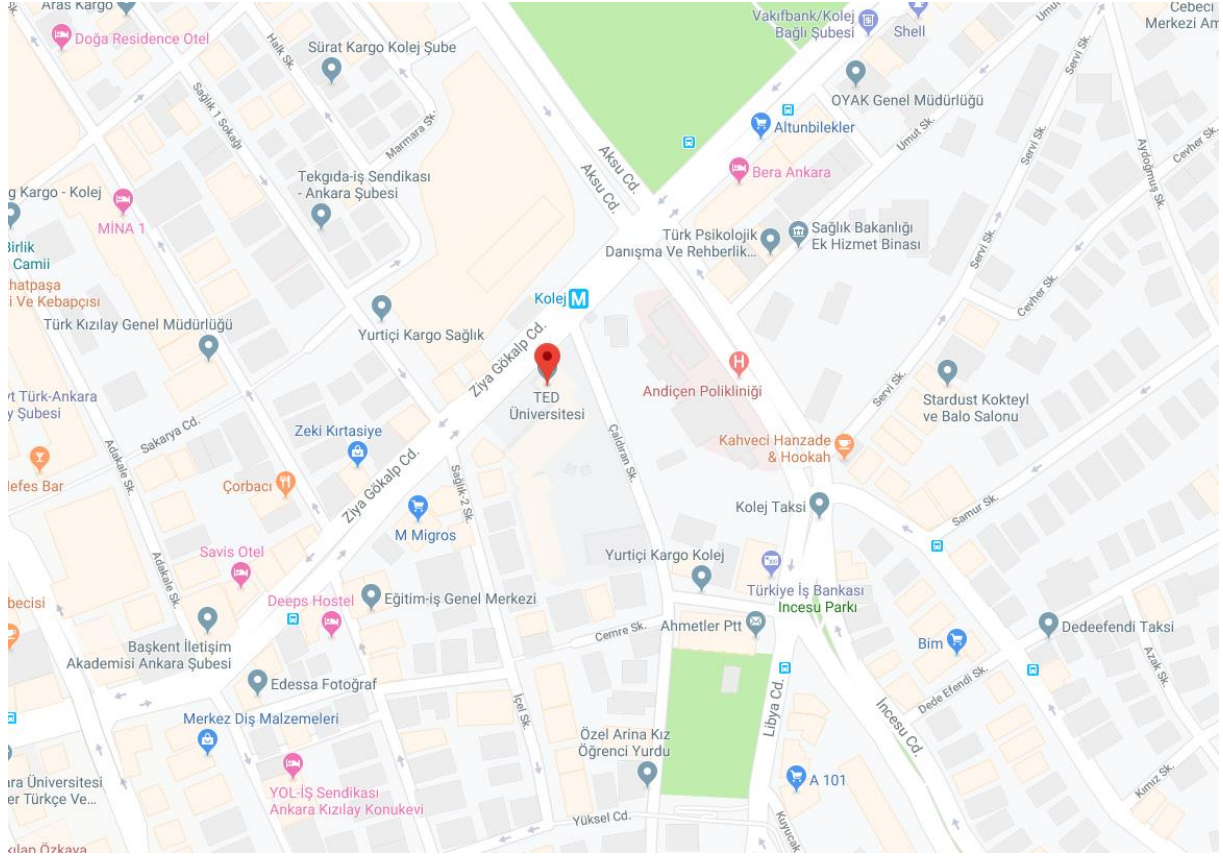 Aras Kargo
Doğa Residence Otel
Halk Sk.
Sürat Kargo Kolej Şube
Vakıfbank/Kolej
Bağlı Şubesi
Shell
Umut
Cebeci
Merkezi Am
Servi Sk.
Sağlık 1 Sokağı
Marmara Sk.
OYAK Genel Müdürlüğü
Altunbilekler
Umut Sk.
Aydoğmuş Sk.
Cevher Sk.
Servi Sk.
Aksu Cd.
Aksu Cd.
Tekgıda-iş Sendikası
- Ankara Şubesi
Bera Ankara
g Kargo - Kolej
MİNA 1
Birlik
Camii
Türk Psikolojik
Danışma Ve Rehberlik...
Sağlık Bakanlığı
Ek Hizmet Binası
Servi Sk.
Cevher Sk.
hatpaşa
i Ve Kebapçısı
Kolej
M
Türk Kızılay Genel Müdürlüğü
Yurtiçi Kargo Sağlık
Ziya Gökalp Cd.
TED
Üniversitesi
H
Andiçen Polikliniği
Servi Sk.
Stardust Kokteyl
ve Balo Salonu
yt Türk-Ankara
y Şubesi
Sakarya Cd.
Adakale Sk.
Zeki Kırtasiye
Çaldıran Sk.
Kahveci Hanzade
& Hookah
efes Bar
Çorbacı
Ziya Gökalp Cd.
Sağlık-2 Sk.
M Migros
Kolej Taksi
Samur Sk.
Savis Otel
Adakale Sk.
Yurtiçi Kargo Kolej
Türkiye İş Bankası
Incesu Parkı
becisi
Deeps Hostel
Eğitim-iş Genel Merkezi
Cemre Sk.
Ahmetler Ptt
Bim
Dedeefendi Taksi
Azak Sk.
Başkent İletişim
Akademisi Ankara Şubesi
Edessa Fotoğraf
İçel Sk.
Libya Cd.
İncesu Cd.
Dede Efendi Sk.
Merkez Diş Malzemeleri
Özel Arina Kız
Öğrenci Yurdu
ara Üniversitesi
er Türkçe Ve...
YOL-İŞ Sendikası
Ankara Kızılay Konukevi
A 101
Kımız Sk.
Yüksel Cd.
Kuyucak
kılap Özkaya